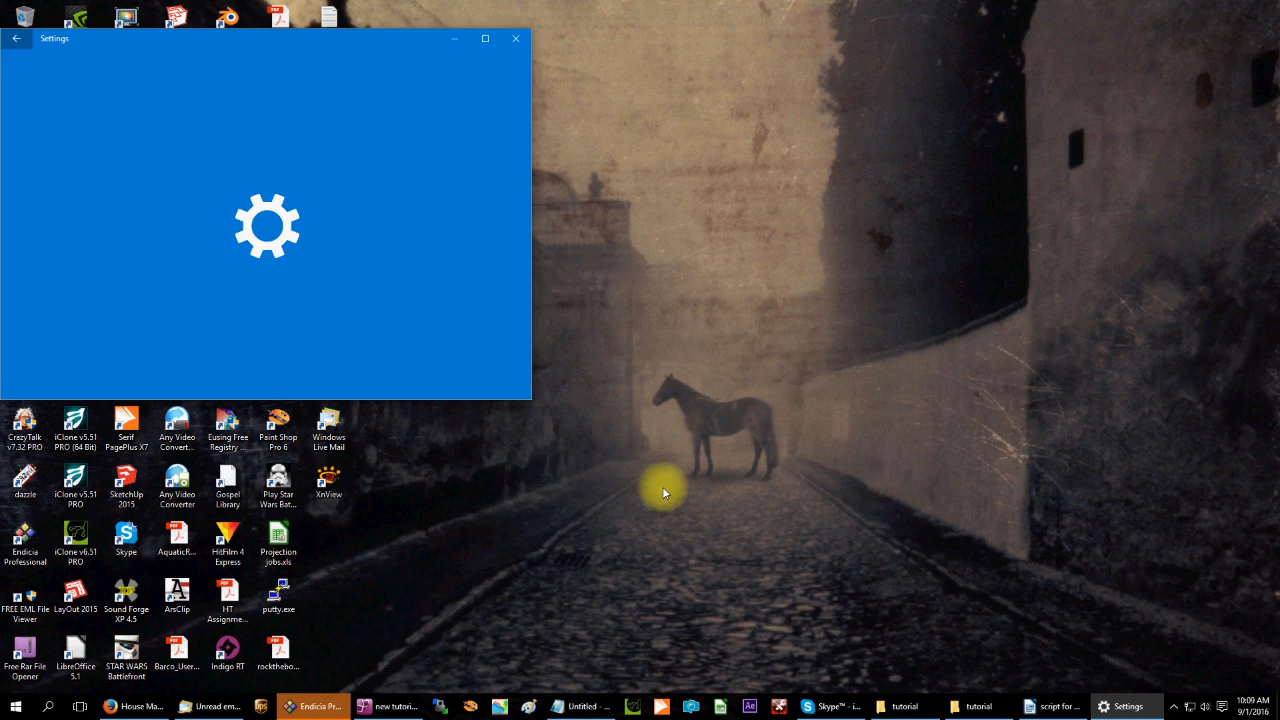 Settings
CrazyTalk
v7.32 PRO
iClone v5.51
PRO (64 Bit)
Serif
PagePlus X7
Any Video
Convert...
Eusing Free
Registry ...
Paint Shop
Pro 6
Windows
Live Mail
dazzle
iClone v5.51
PRO
SketchUp
2015
Any Video
Converter
Gospel
Library
Play Star
Wars Bat...
XnView
Endicia
Professional
iClone v6.51
PRO
Skype
AquaticR...
HitFilm 4
Express
Projection
jobs.xls
FREE EML File
Viewer
LayOut 2015
Sound Forge
XP 4.5
ArsClip
HT
Assignme...
putty.exe
Free Rar File
Opener
LibreOffice
5.1
STAR WARS
Battlefront
Barco_User...
Indigo RT
rockthebo...
House Ma...
Unread em...
Endicia Pr...
new tutori...
Untitled - ...
Skype™ - i...
tutorial
tutorial
script for ...
Settings
10:09 AM
9/1/2016